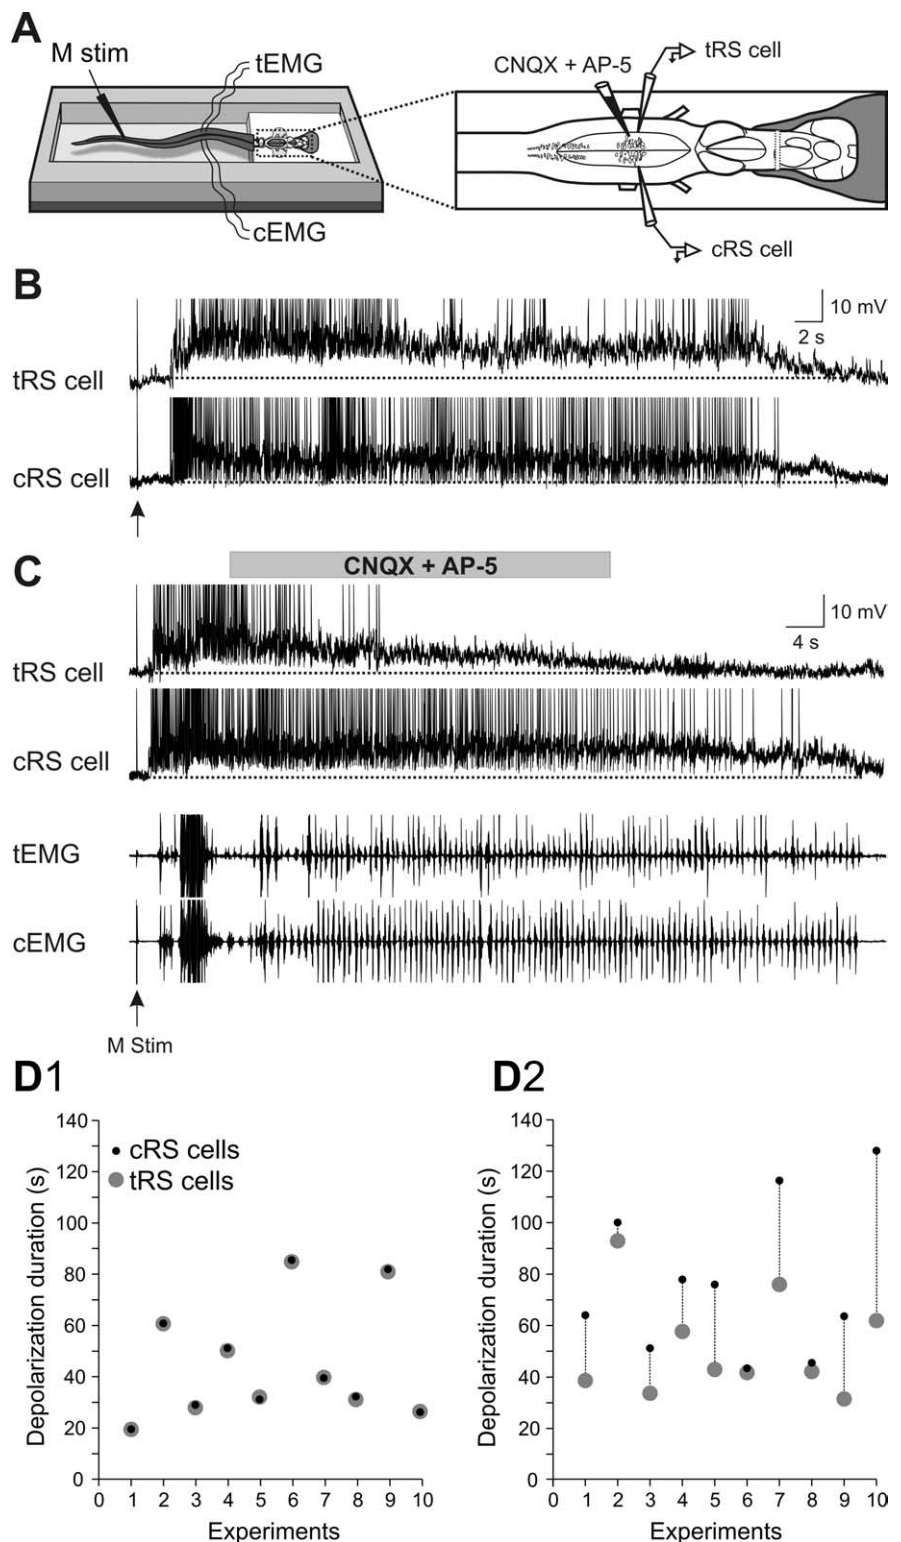 A
M stim
tEMG
cEMG
CNQX + AP-5
tRS cell
cRS cell
B
tRS cell
cRS cell
10 mV
2 s
C
CNQX + AP-5
tRS cell
cRS cell
10 mV
4 s
tEMG
cEMG
M Stim
D1
Depolarization duration (s)
140
120
100
80
60
40
20
0
cRS cells
tRS cells
0 1 2 3 4 5 6 7 8 9 10
Experiments
D2
Depolarization duration (s)
140
120
100
80
60
40
20
0
0 1 2 3 4 5 6 7 8 9 10
Experiments